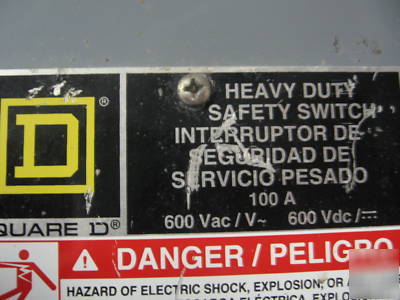 HEAVY DUTY
SAFETY SWITCH
INTERRUPTOR DE
SEGURIDAD DE
SERVICIO PESADO
100 A
600 Vac / V~ 600 Vdc /⎓
D®
QUARE D®
DANGER / PELIGRO
HAZARD OF ELECTRIC SHOCK, EXPLOSION, OR